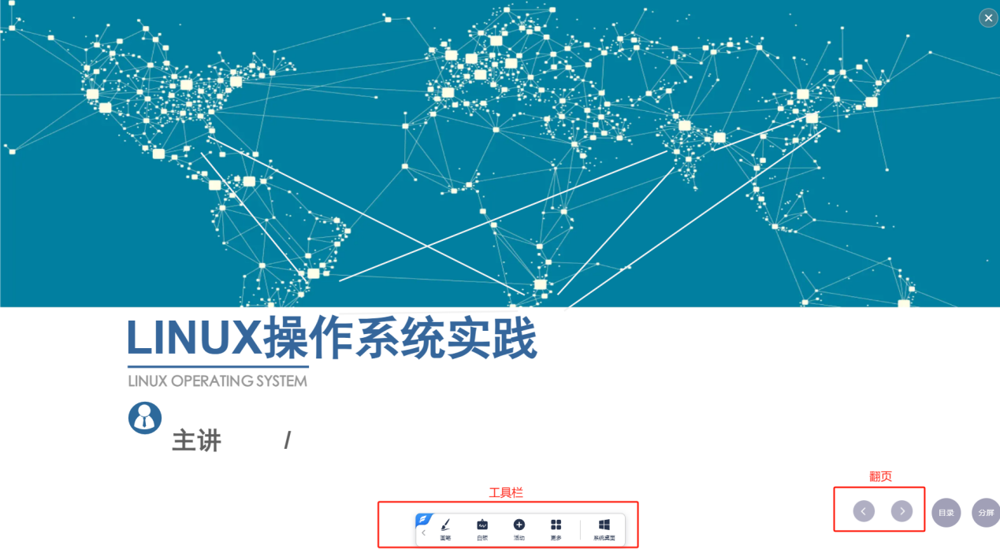 LINUX操作系统实践
LINUX OPERATING SYSTEM
主讲 /
翻页
工具栏
目录
分屏
画笔
白板
活动
更多
系统桌面